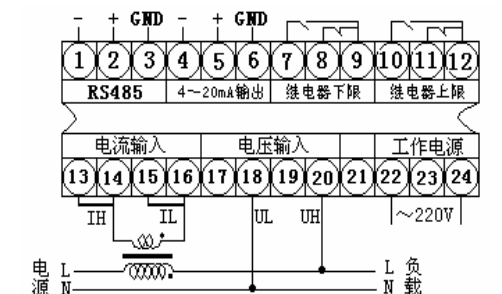 - + GND - + GND
1 2 3 4 5 6 7 8 9 10 11 12
RS485 4～20mA输出 继电器下限 继电器上限
电流输入 电压输入 工作电源
13 14 15 16 17 18 19 20 21 22 23 24
IH IL UL UH ～220V
电 L L 负
源 N N 载